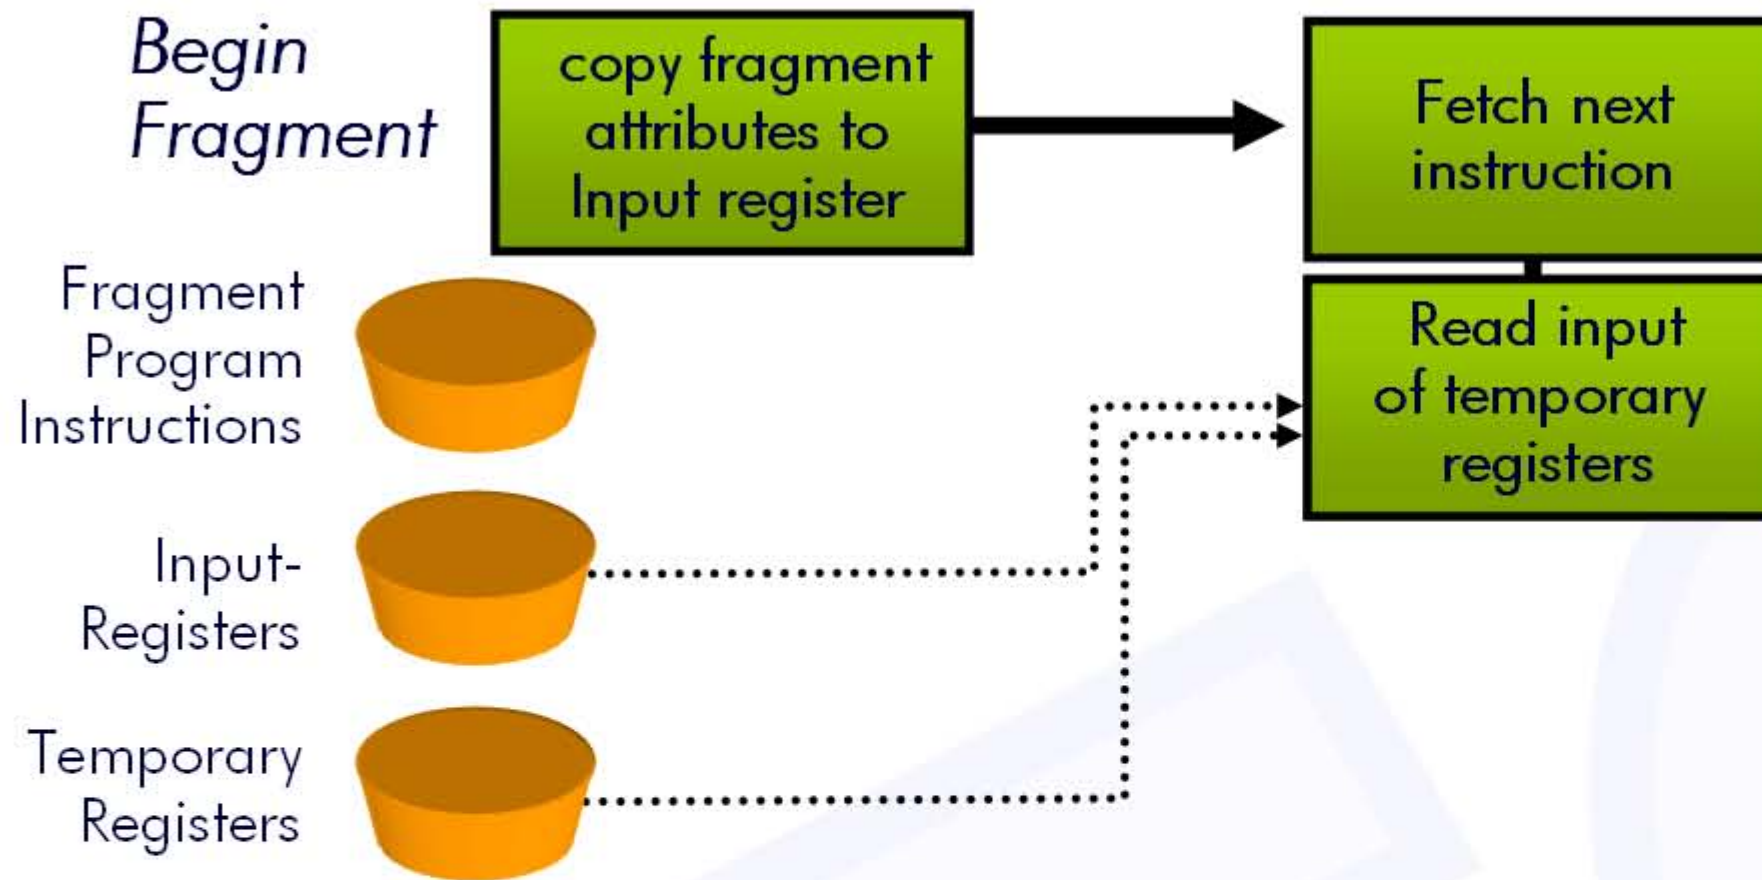 Begin
Fragment
copy fragment
attributes to
Input register
Fetch next
instruction
Fragment
Program
Instructions
Read input
of temporary
registers
Input-
Registers
Temporary
Registers